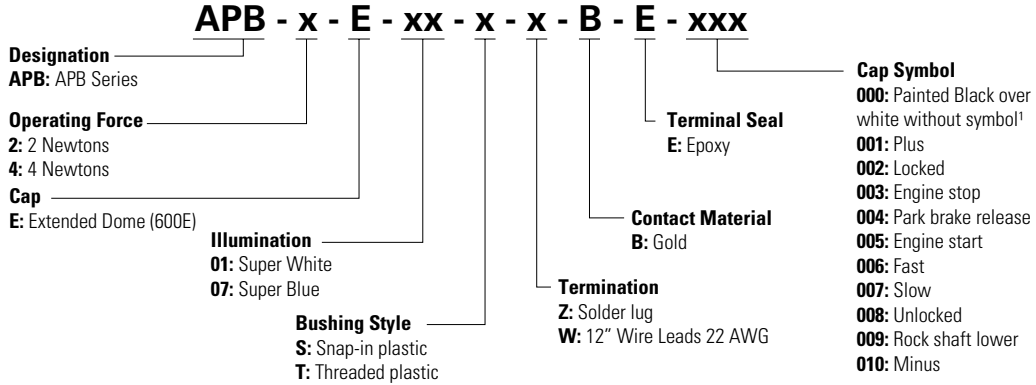 APB - x - E - xx - x - x - B - E - xxx
Designation
APB: APB Series
Operating Force
2: 2 Newtons
4: 4 Newtons
Cap
E: Extended Dome (600E)
Illumination
01: Super White
07: Super Blue
Bushing Style
S: Snap-in plastic
T: Threaded plastic
Termination
Z: Solder lug
W: 12" Wire Leads 22 AWG
Contact Material
B: Gold
Terminal Seal
E: Epoxy
Cap Symbol
000: Painted Black over
white without symbol¹
001: Plus
002: Locked
003: Engine stop
004: Park brake release
005: Engine start
006: Fast
007: Slow
008: Unlocked
009: Rock shaft lower
010: Minus